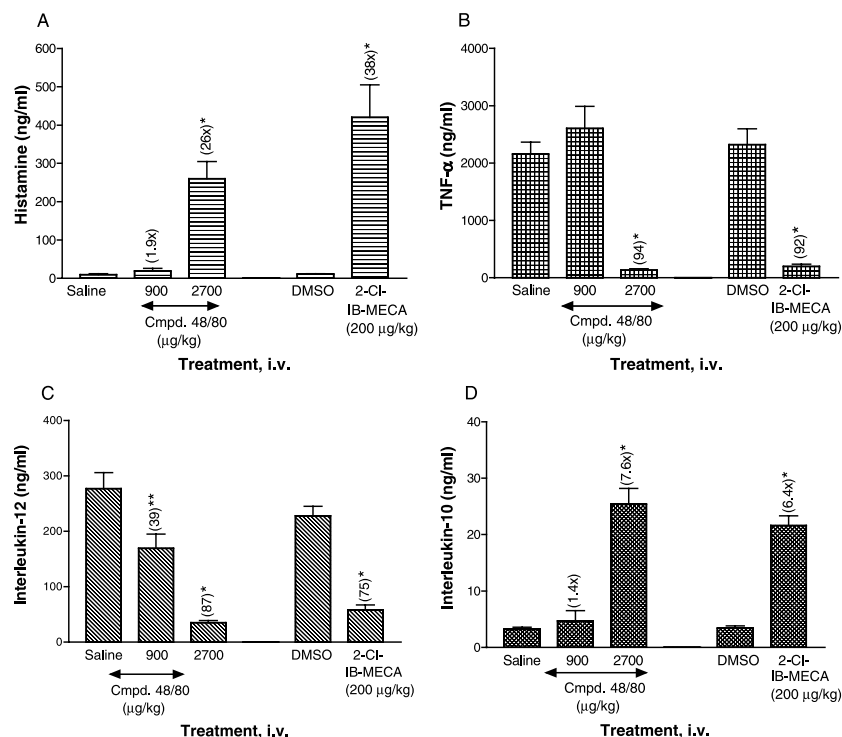 A
Histamine (ng/ml)
600
500
400
300
200
100
0
(1.9x)
(26x)*
(38x)*
Saline
900
2700
DMSO
2-Cl-
IB-MECA
(200 µg/kg)
Cmpd. 48/80
(µg/kg)
Treatment, i.v.
B
TNF-α (ng/ml)
4000
3000
2000
1000
0
(94)*
(92)*
Saline
900
2700
DMSO
2-Cl-
IB-MECA
(200 µg/kg)
Cmpd. 48/80
(µg/kg)
Treatment, i.v.
C
Interleukin-12 (ng/ml)
400
300
200
100
0
(39)**
(87)*
(75)*
Saline
900
2700
DMSO
2-Cl-
IB-MECA
(200 µg/kg)
Cmpd. 48/80
(µg/kg)
Treatment, i.v.
D
Interleukin-10 (ng/ml)
40
30
20
10
0
(1.4x)
(7.6x)*
(6.4x)*
Saline
900
2700
DMSO
2-Cl-
IB-MECA
(200 µg/kg)
Cmpd. 48/80
(µg/kg)
Treatment, i.v.